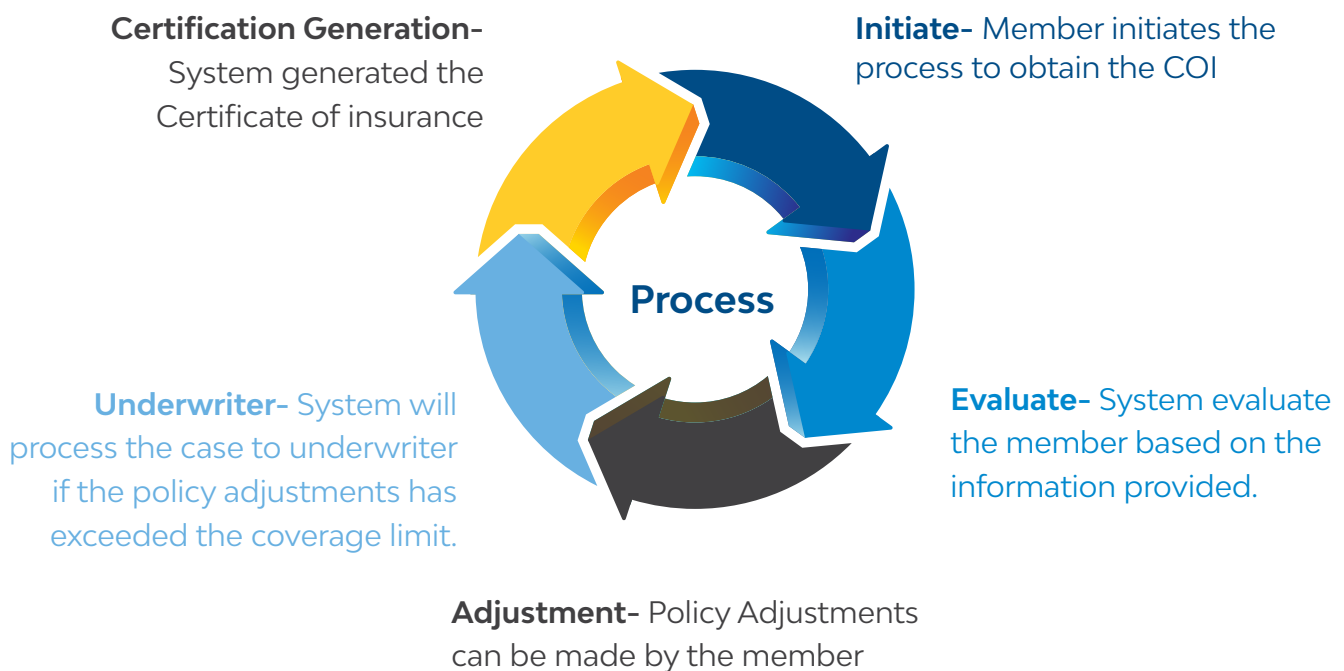 Certification Generation-
System generated the
Certificate of insurance
Initiate- Member initiates the
process to obtain the COI
Process
Underwriter- System will
process the case to underwriter
if the policy adjustments has
exceeded the coverage limit.
Evaluate- System evaluate
the member based on the
information provided.
Adjustment- Policy Adjustments
can be made by the member